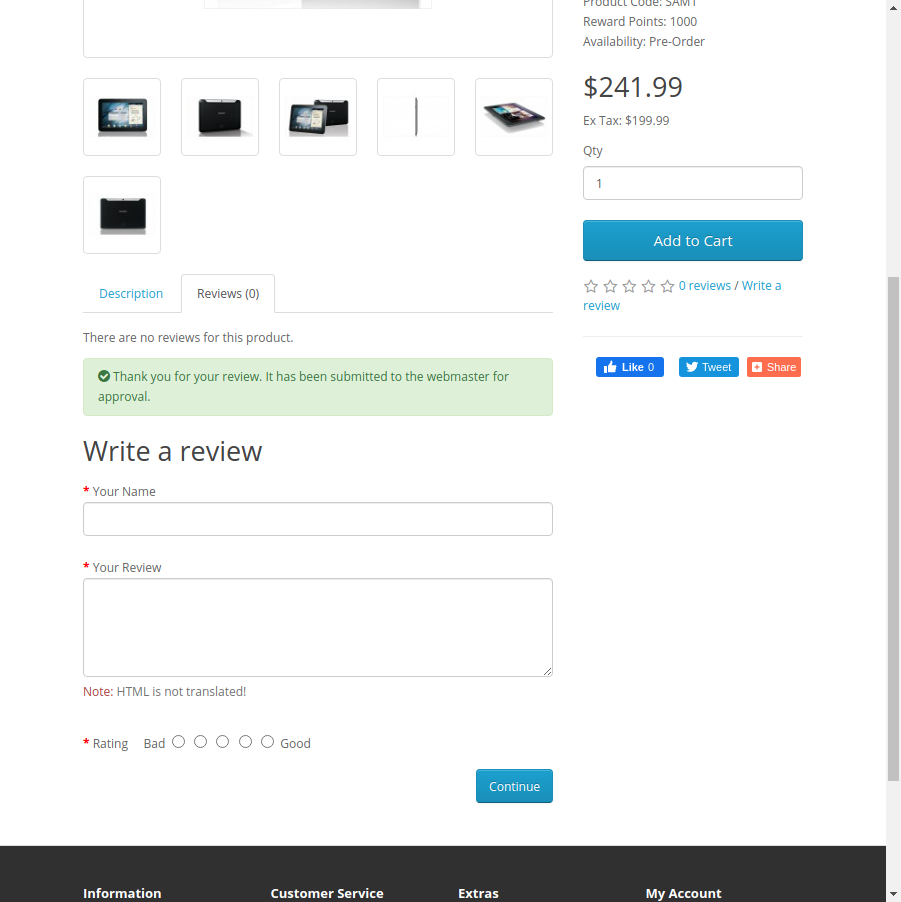 Product Code: SAM1
Reward Points: 1000
Availability: Pre-Order
$241.99
Ex Tax: $199.99
Qty
1
Add to Cart
0 reviews / Write a
review
Like 0
Tweet
Share
Description
Reviews (0)
There are no reviews for this product.
Thank you for your review. It has been submitted to the webmaster for
approval.
Write a review
* Your Name
* Your Review
Note: HTML is not translated!
* Rating Bad Good
Continue
Information
Customer Service
Extras
My Account